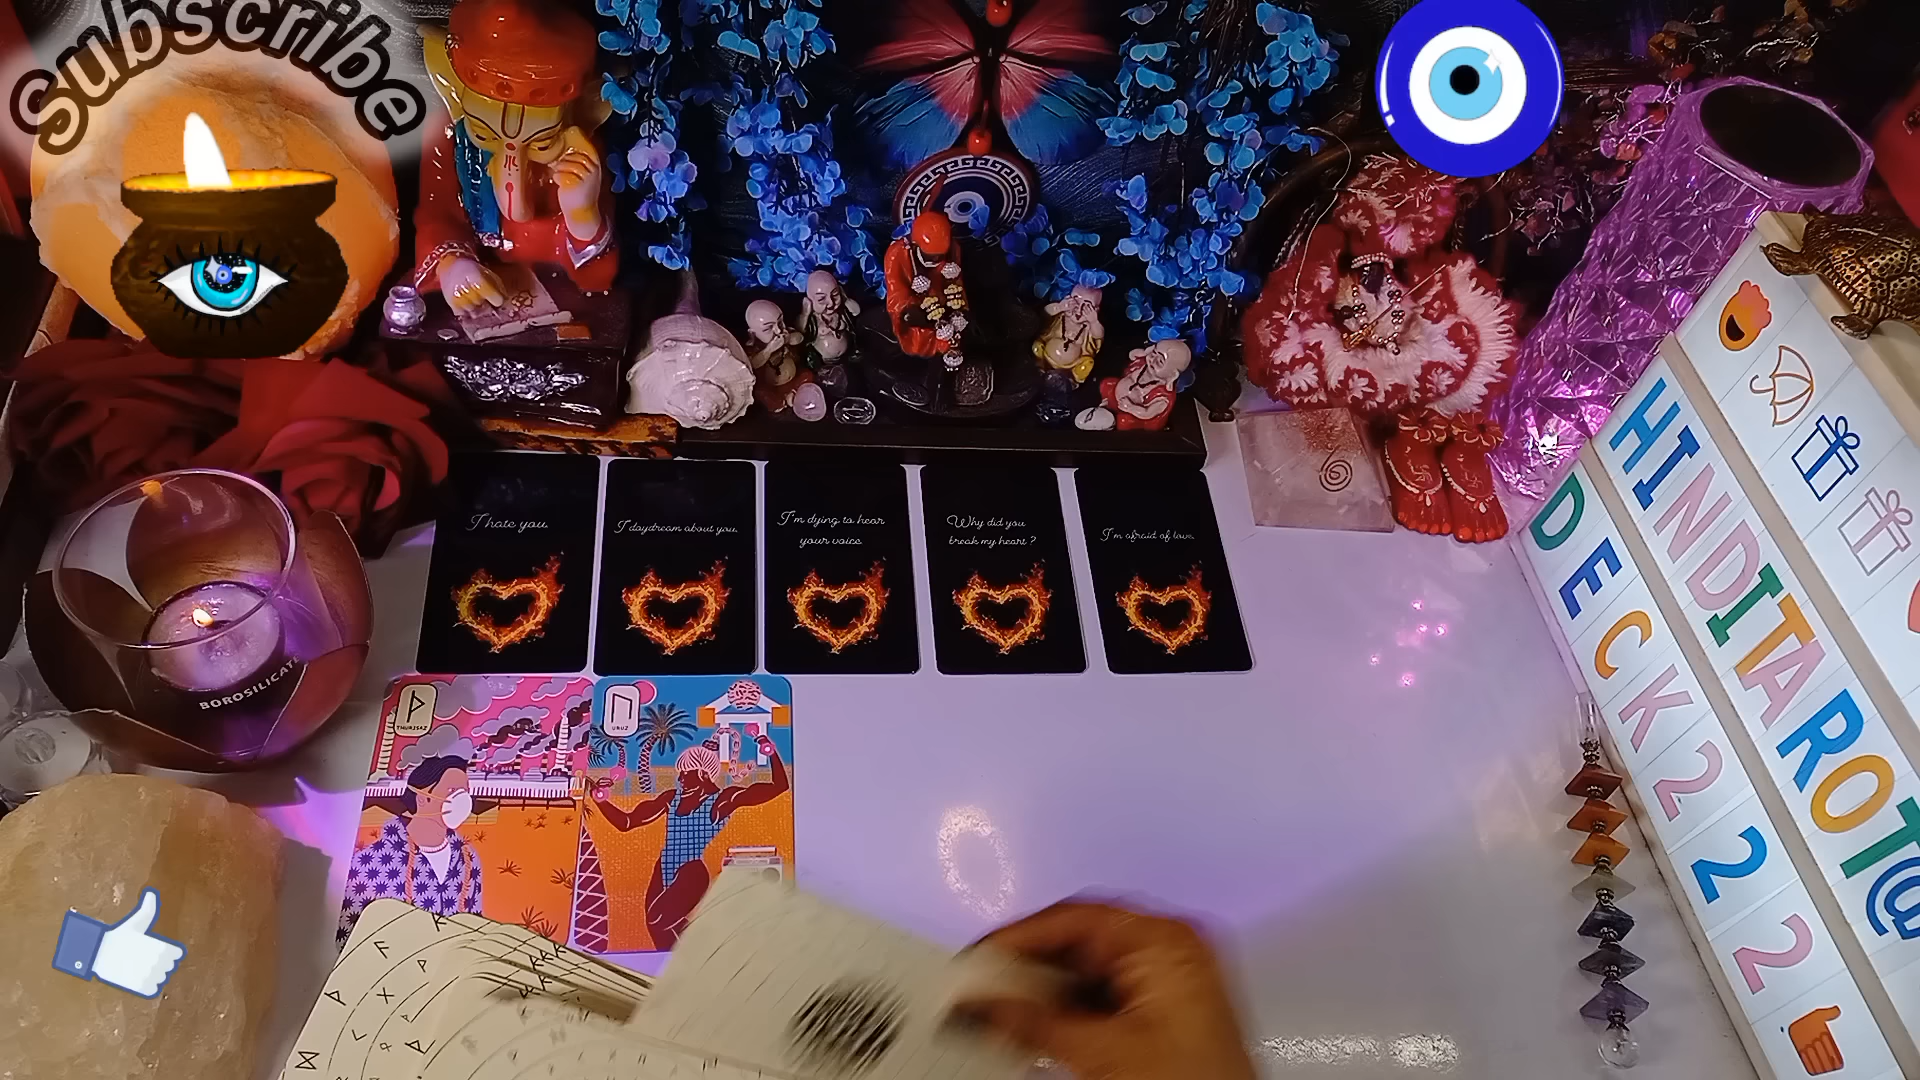 Subscribe
I hate you.
I daydream about you.
I'm dying to hear
your voice.
Why did you
break my heart?
I'm afraid of love.
THURISAZ
URUZ
BOROSILICATE
HINDITAROT@
DECK222